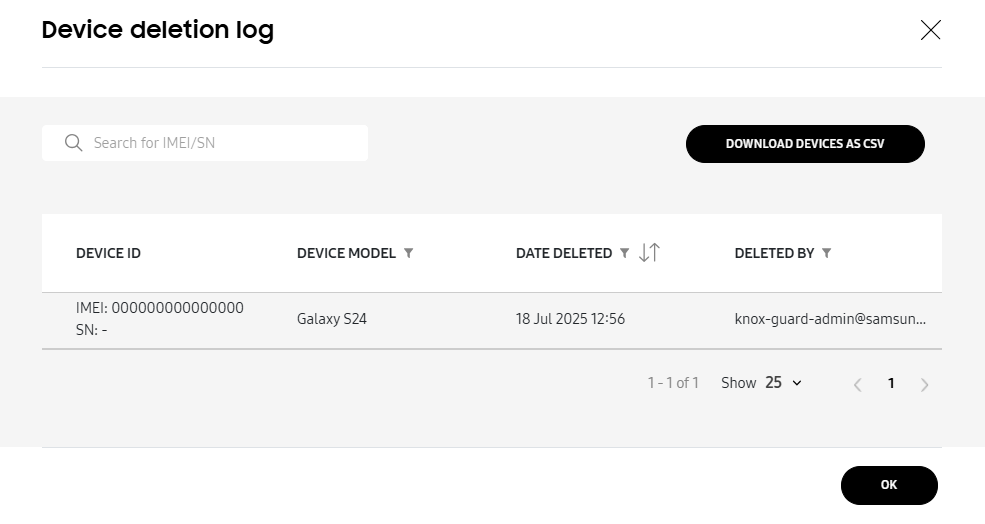 Device deletion log
Search for IMEI/SN
DOWNLOAD DEVICES AS CSV
DEVICE ID
DEVICE MODEL
DATE DELETED
DELETED BY
IMEI: 000000000000000
SN: -
Galaxy S24
18 Jul 2025 12:56
knox-guard-admin@samsun...
1 - 1 of 1
Show 25
1
OK